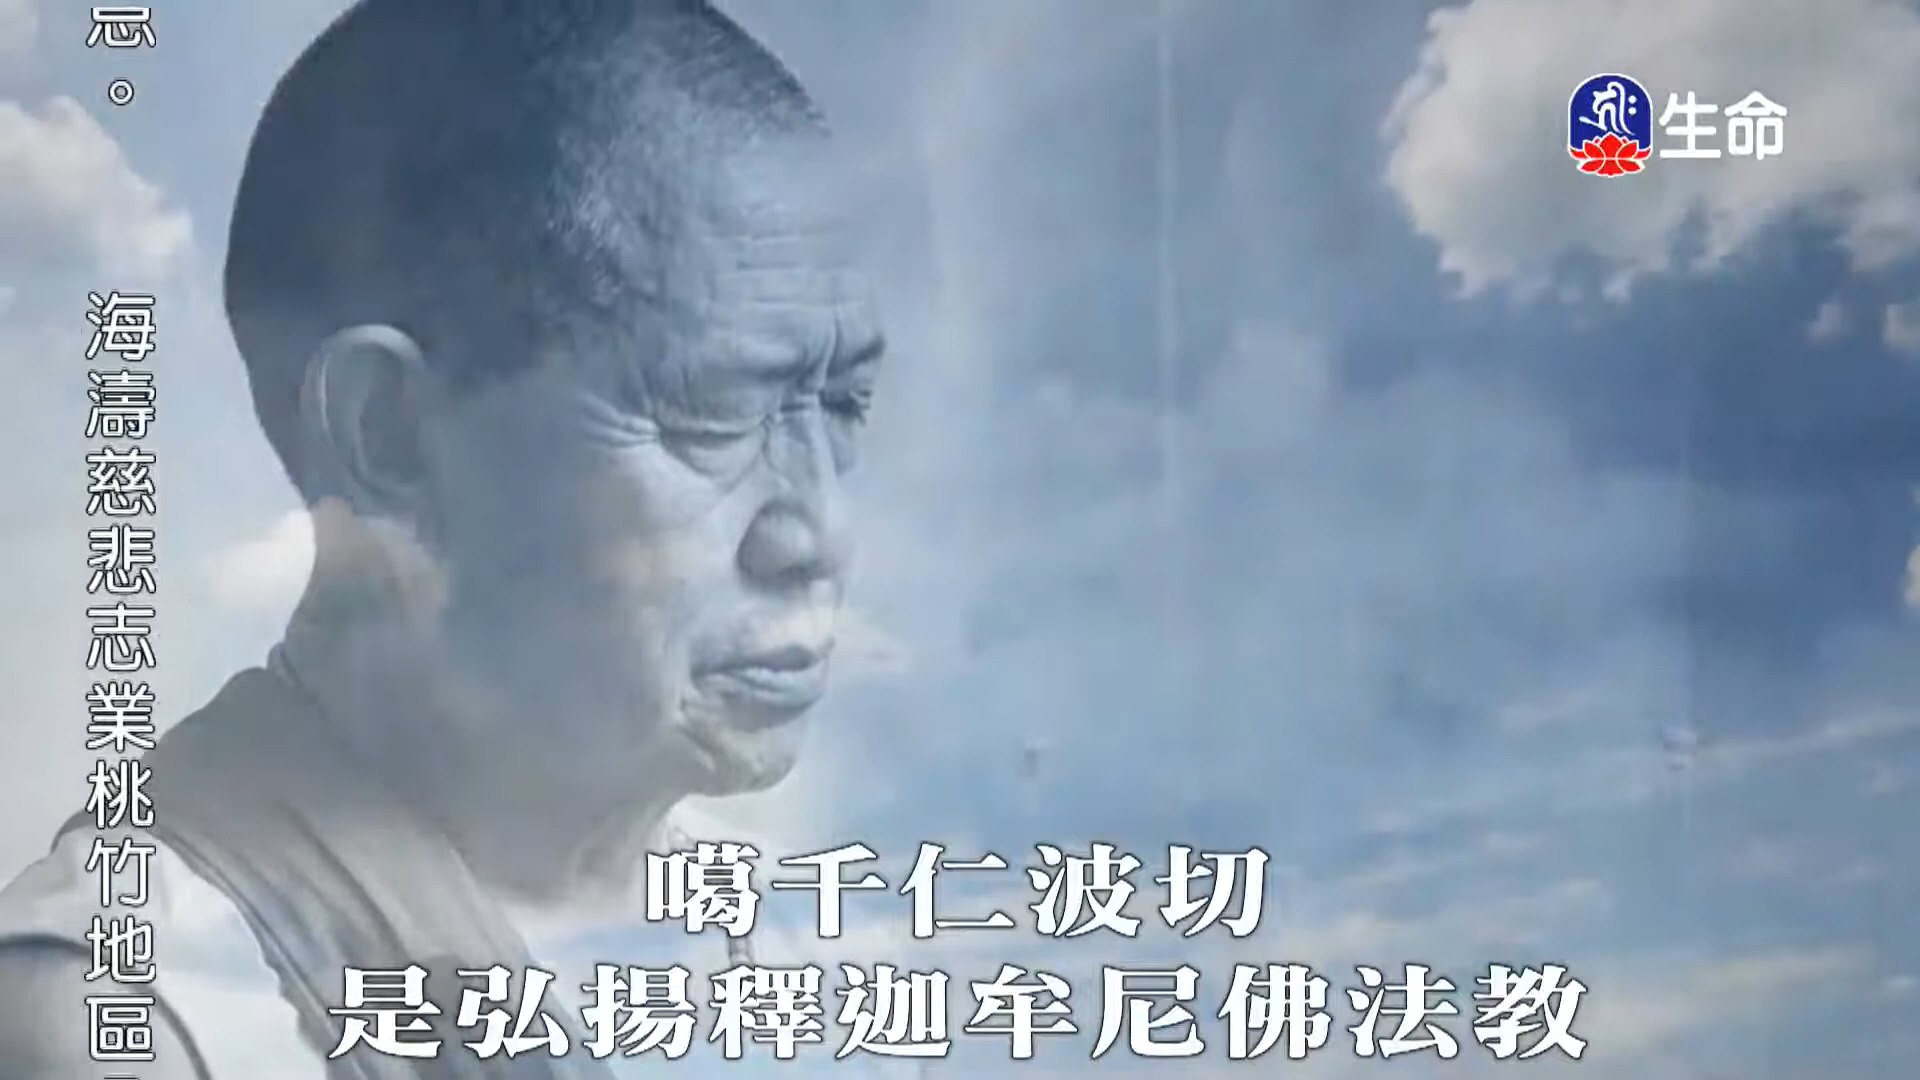 生命
忘。 海濤慈悲志業桃竹地區
噶千仁波切
是弘揚釋迦牟尼佛法教